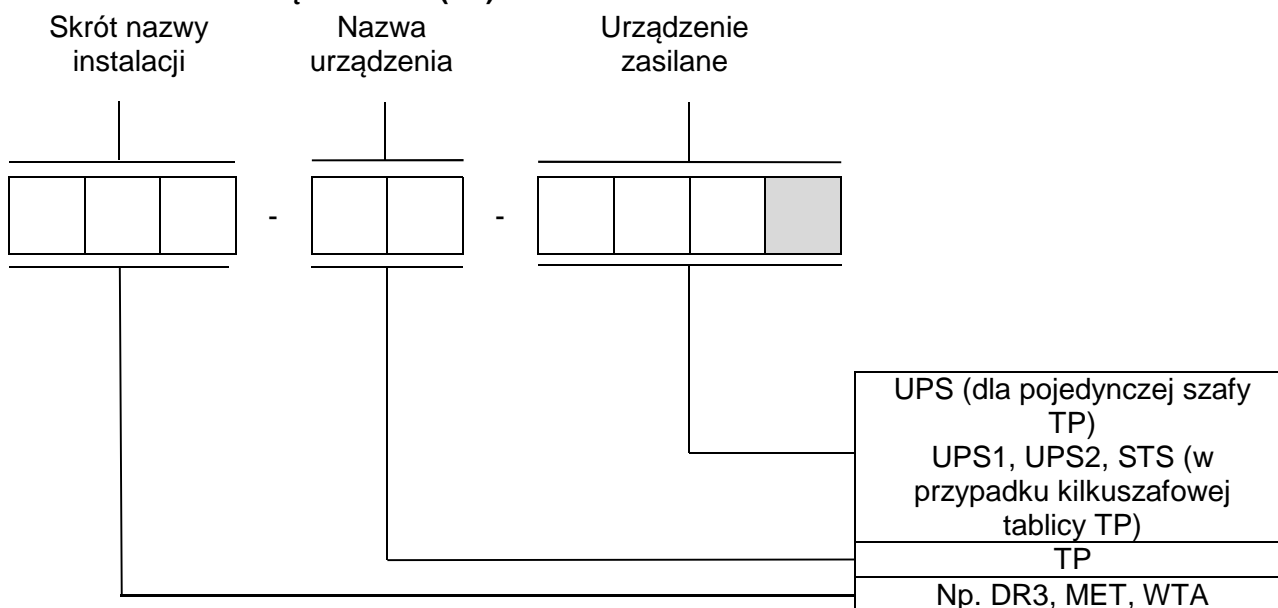 Skrót nazwy
instalacji
Nazwa
urządzenia
Urządzenie
zasilane
-
-
UPS (dla pojedynczej szafy
TP)
UPS1, UPS2, STS (w
przypadku kilkuszafowej
tablicy TP)
TP
Np. DR3, MET, WTA